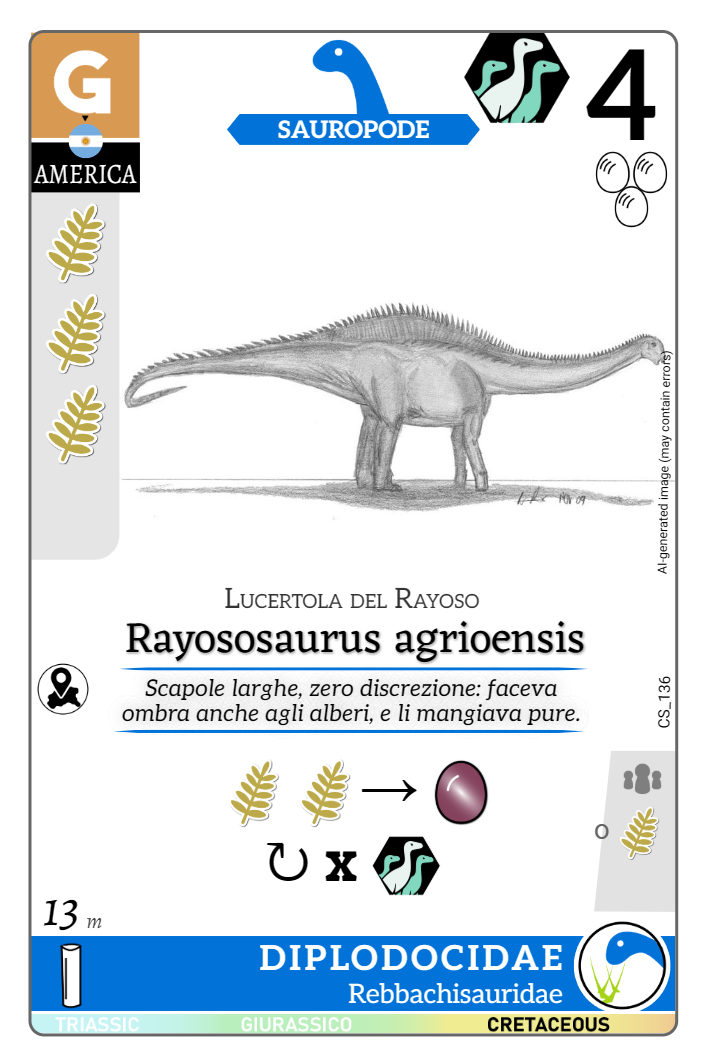 G
SAUROPODE
4
AMERICA
AI-generated image (may contain errors)
LUCERTOLA DEL RAYOSO
Rayososaurus agrioensis
Scapole larghe, zero discrezione: faceva
ombra anche agli alberi, e li mangiava pure.
CS_136
→
O
↻ x
13 m
DIPLODOCIDAE
Rebbachisauridae
TRIASSIC GIURASSICO CRETACEOUS